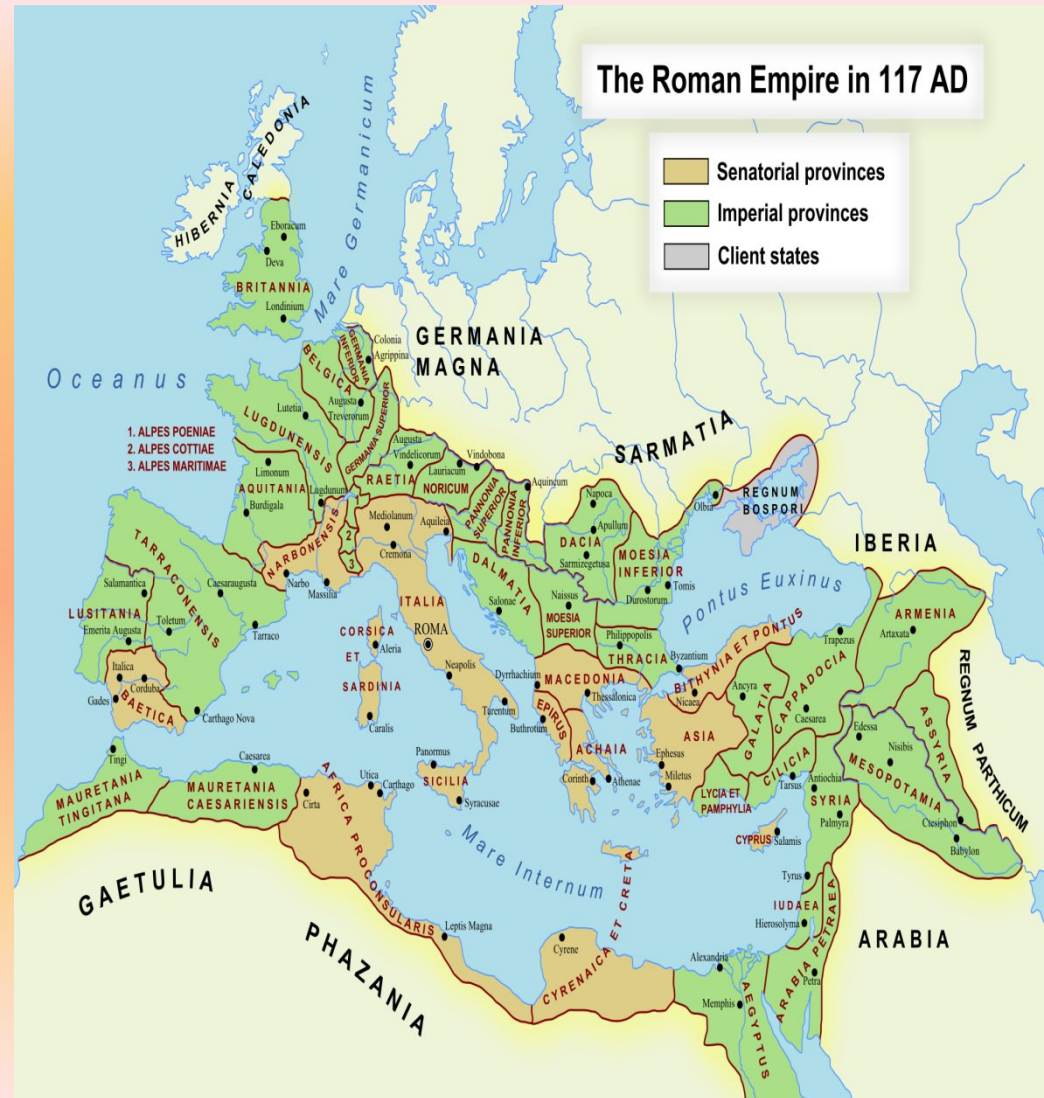 The Roman Empire in 117 AD
Senatorial provinces
Imperial provinces
Client states
CALEDONIA
HIBERNIA
Mare Germanicum
Eboracum
Deva
BRITANNIA
Londinium
Oceanus
GERMANIA
MAGNA
SARMATIA
GERMANIA
INFERIOR
Colonia
Agrippina
BELGICA
Augusta
Treverorum
Lutetia
LUGDUNENSIS
GERMANIA SUPERIOR
1. ALPES POENIAE
2. ALPES COTTIAE
3. ALPES MARITIMAE
Limonum
AQUITANIA
Burdigala
Lugdunum
Augusta
Vindelicorum
RAETIA
Lauriacum
Vindobona
NORICUM
PANNONIA
SUPERIOR
PANNONIA
INFERIOR
Aquincum
Napoca
Apullum
DACIA
Sarmizegetusa
MOESIA
INFERIOR
Olbia
REGNUM
BOSPORI
IBERIA
Tomis
Durostorum
Pontus Euxinus
NARBONENSIS
Narbo
Massilia
2
3
Mediolanum
Cremona
Aquileia
ITALIA
ROMA
Neapolis
Tarentum
DALMATIA
Salonae
Naissus
MOESIA
SUPERIOR
Philippopolis
THRACIA
Byzantium
TARRACONENSIS
Salamantica
Caesaraugusta
Toletum
LUSITANIA
Emerita Augusta
Tarraco
Italica
Corduba
Gades
BAETICA
Carthago Nova
CORSICA
Aleria
ET
SARDINIA
Caralis
Dyrrhachium
MACEDONIA
Thessalonica
EPIRUS
Buthrotum
ACHAIA
Corinth
Athenae
BITHYNIA ET PONTUS
Nicaea
Trapezus
ARMENIA
Artaxata
Ancyra
GALATIA
CAPPADOCIA
Caesarea
ASIA
Ephesus
Miletus
LYCIA ET
PAMPHYLIA
CILICIA
Tarsus
Edessa
Nisibis
MESOPOTAMIA
ASSYRIA
REGNUM PARTHICUM
Ctesiphon
Babylon
Antiochia
SYRIA
Palmyra
CYPRUS
Salamis
Tingi
MAURETANIA
TINGITANA
Caesarea
MAURETANIA
CAESARIENSIS
Cirta
Utica
Carthago
AFRICA PROCONSULARIS
Panormus
SICILIA
Syracusae
Mare Internum
Leptis Magna
Cyrene
CYRENAICA ET CRETA
Tyrus
IUDAEA
Hierosolyma
ARABIA PETRAEA
Petra
ARABIA
Alexandria
Memphis
AEGYPTUS
GAETULIA
PHAZANIA